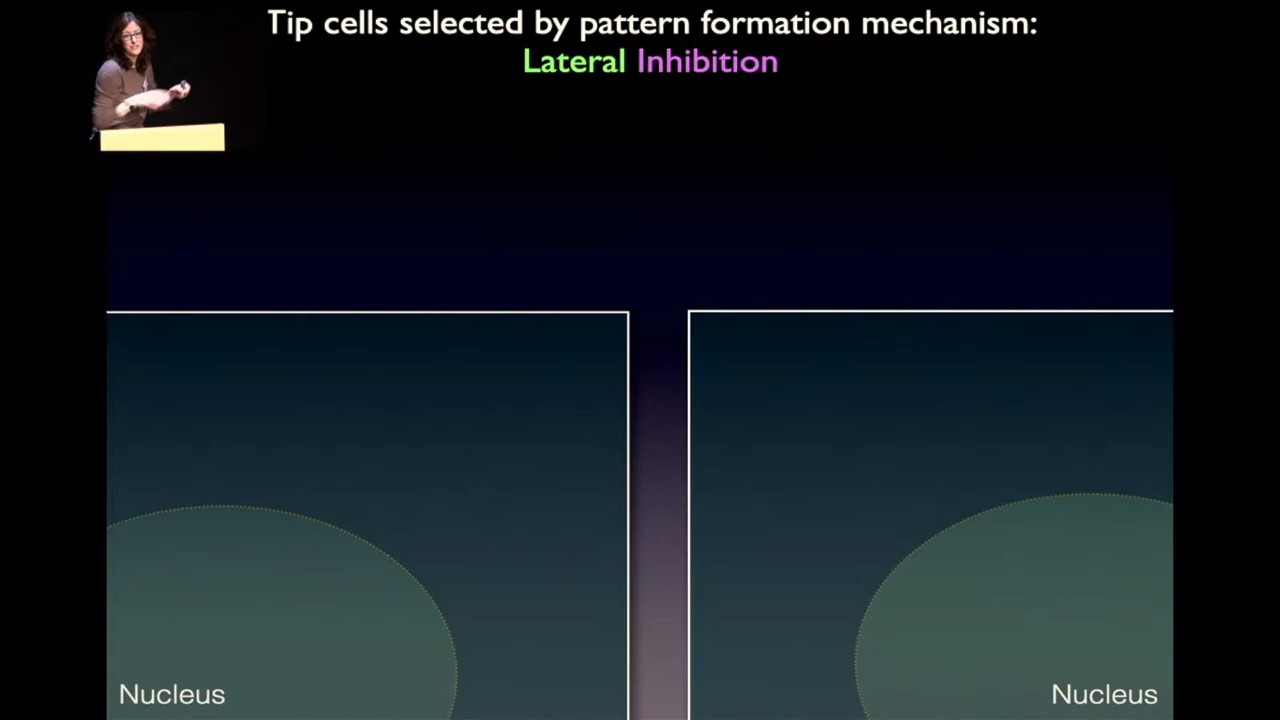 Tip cells selected by pattern formation mechanism:
Lateral Inhibition
Nucleus
Nucleus